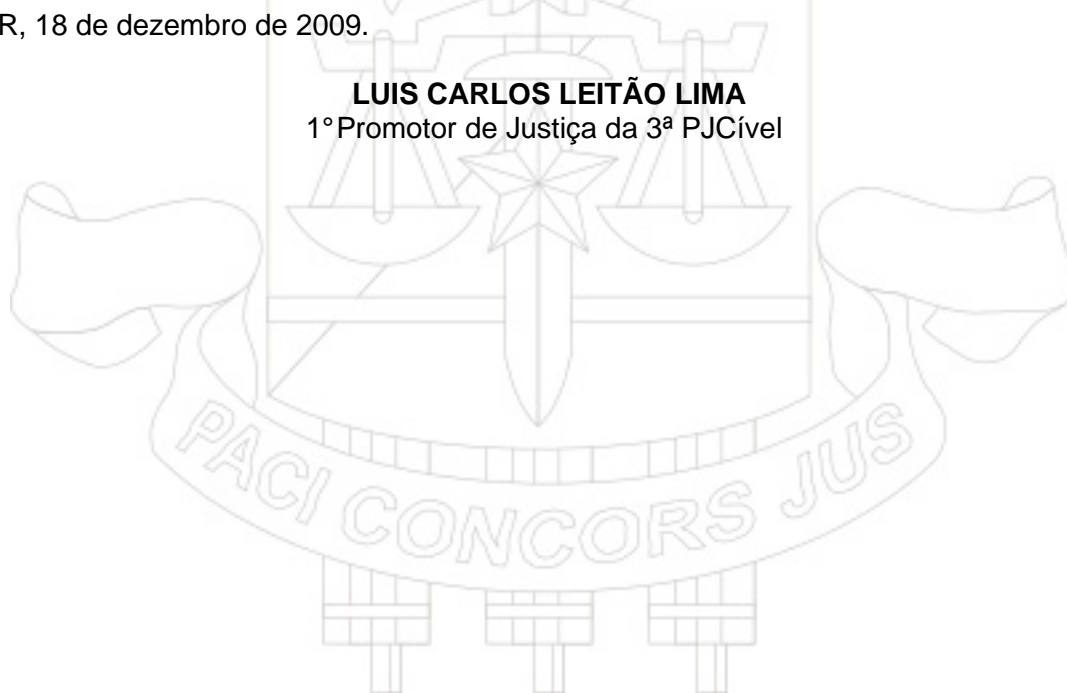 R, 18 de dezembro de 2009.
LUIS CARLOS LEITÃO LIMA
1° Promotor de Justiça da 3ª PJCível
PACI CONCORS JUS